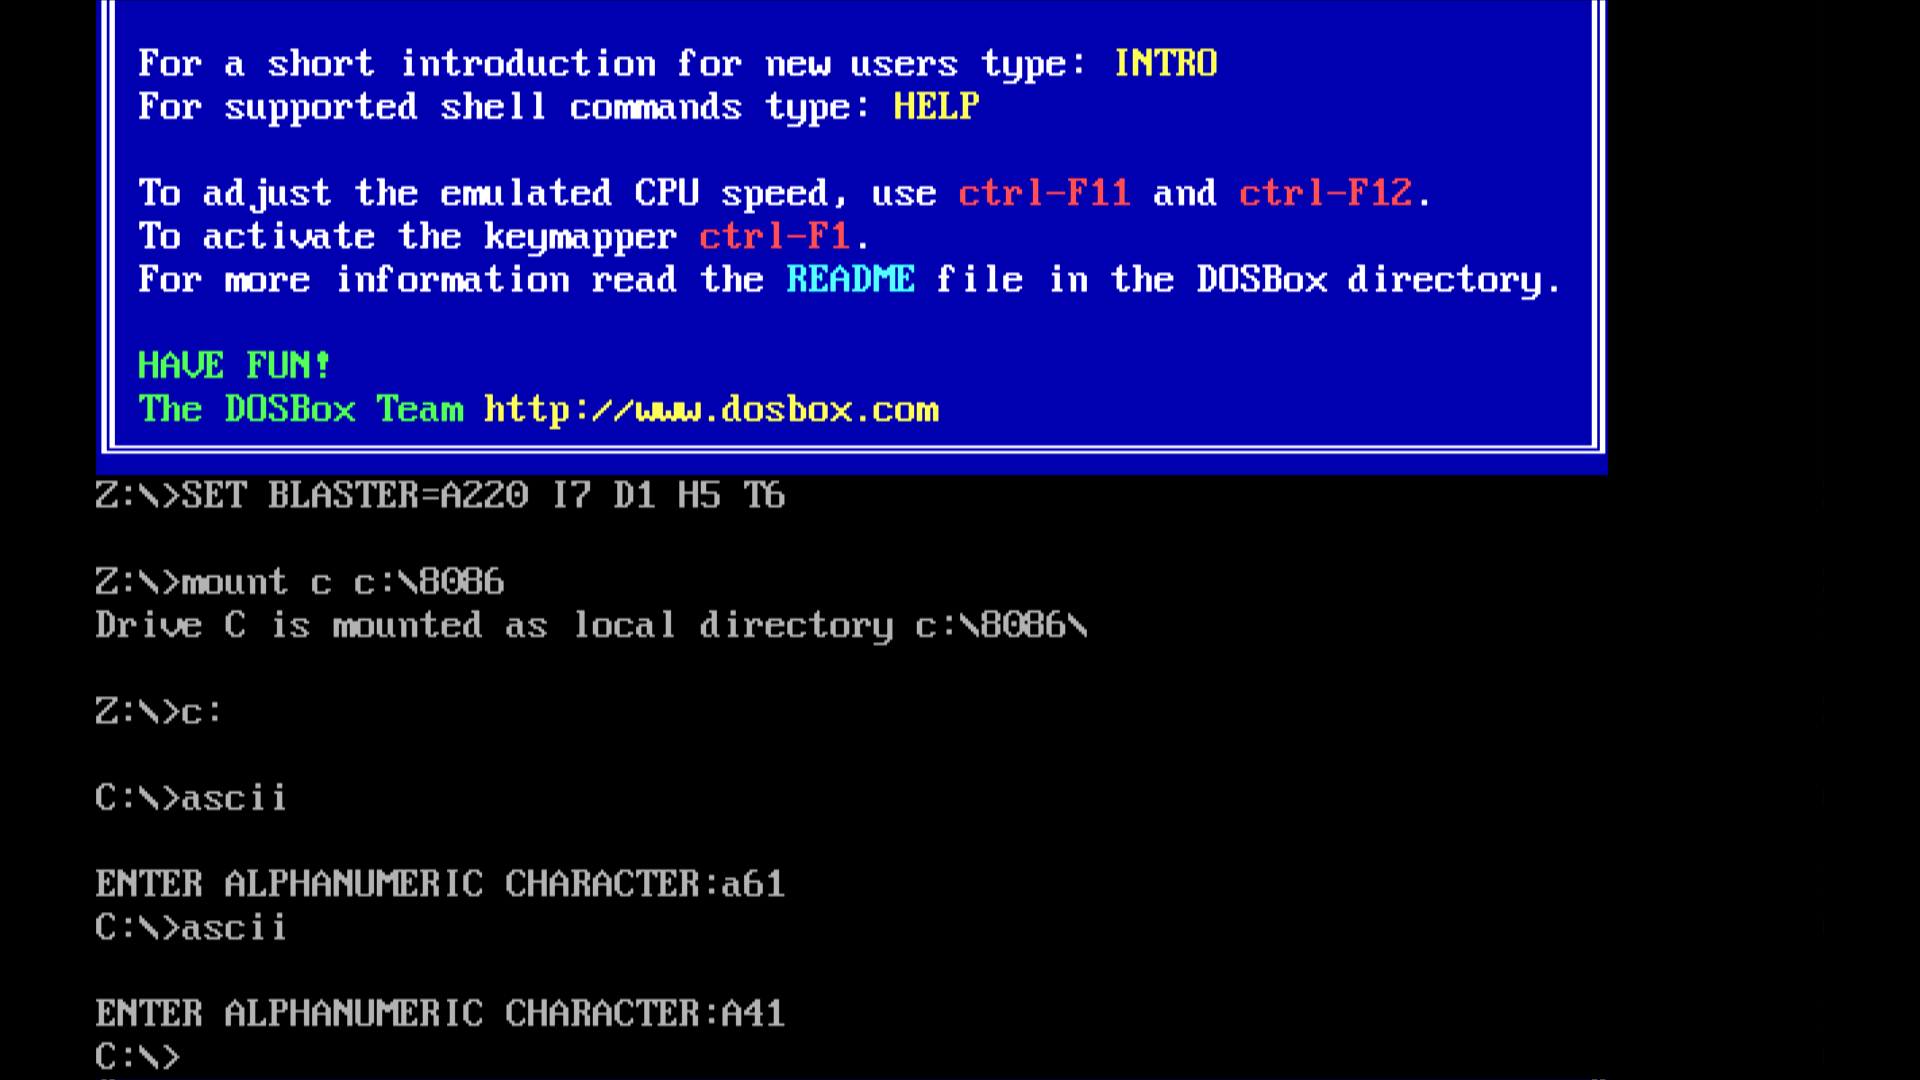 For a short introduction for new users type: INTRO
For supported shell commands type: HELP
To adjust the emulated CPU speed, use ctrl-F11 and ctrl-F12.
To activate the keymapper ctrl-F1.
For more information read the README file in the DOSBox directory.
HAVE FUN!
The DOSBox Team http://www.dosbox.com
Z:\>SET BLASTER=A220 I7 D1 H5 T6
Z:\>mount c c:\8086
Drive C is mounted as local directory c:\8086\
Z:\>c:
C:\>ascii
ENTER ALPHANUMERIC CHARACTER:a61
C:\>ascii
ENTER ALPHANUMERIC CHARACTER:A41
C:\>